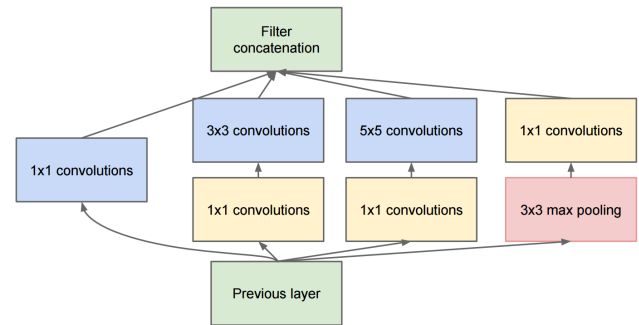 Filter
concatenation
3x3 convolutions
5x5 convolutions
1x1 convolutions
1x1 convolutions
1x1 convolutions
1x1 convolutions
3x3 max pooling
Previous layer